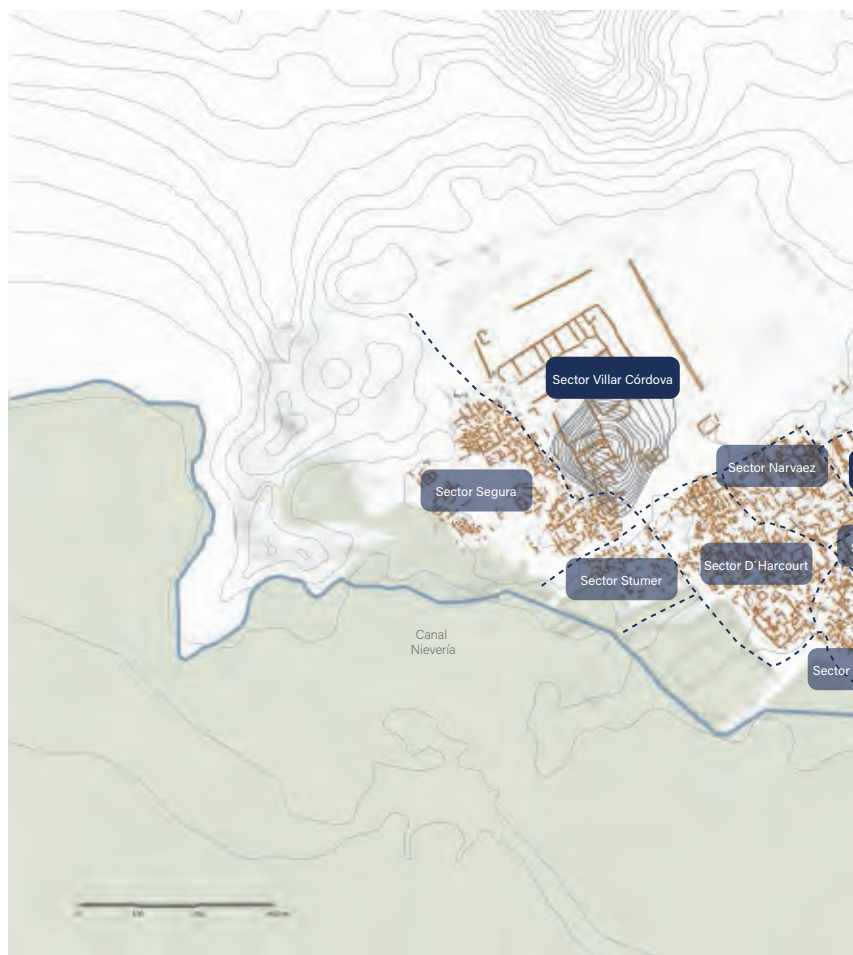 Sector Villar Córdova
Sector Narvaez
Sector Segura
Sector D´Harcourt
Sector Stumer
Canal
Nievería
Sector